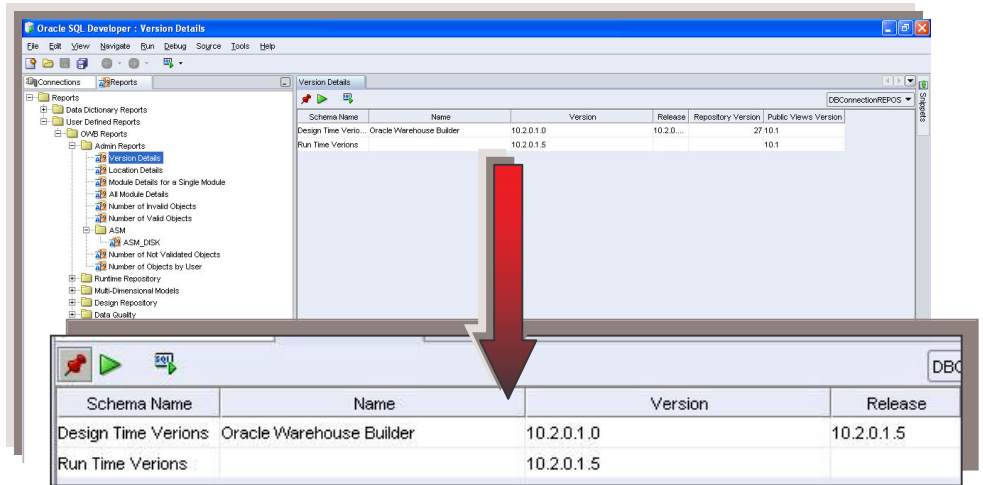 Oracle SQL Developer : Version Details
File Edit View Navigate Run Debug Source Tools Help
Connections Reports
Version Details
Reports
Data Dictionary Reports
User Defined Reports
OWB Reports
Admin Reports
Version Details
Location Details
Module Details for a Single Module
All Module Details
Number of Invalid Objects
Number of Valid Objects
ASM
ASM_DISK
Number of Not Validated Objects
Number of Objects by User
Runtime Repository
Multi-Dimensional Models
Design Repository
Data Quality
DBConnectionREPOS
Snippets
Schema Name Name Version Release Repository Version Public Views Version
Design Time Verio... Oracle Warehouse Builder 10.2.0.1.0 10.2.0.... 27 10.1
Run Time Verions 10.2.0.1.5 10.1
SQL
DBC
Schema Name Name Version Release
Design Time Verions Oracle Warehouse Builder 10.2.0.1.0 10.2.0.1.5
Run Time Verions 10.2.0.1.5